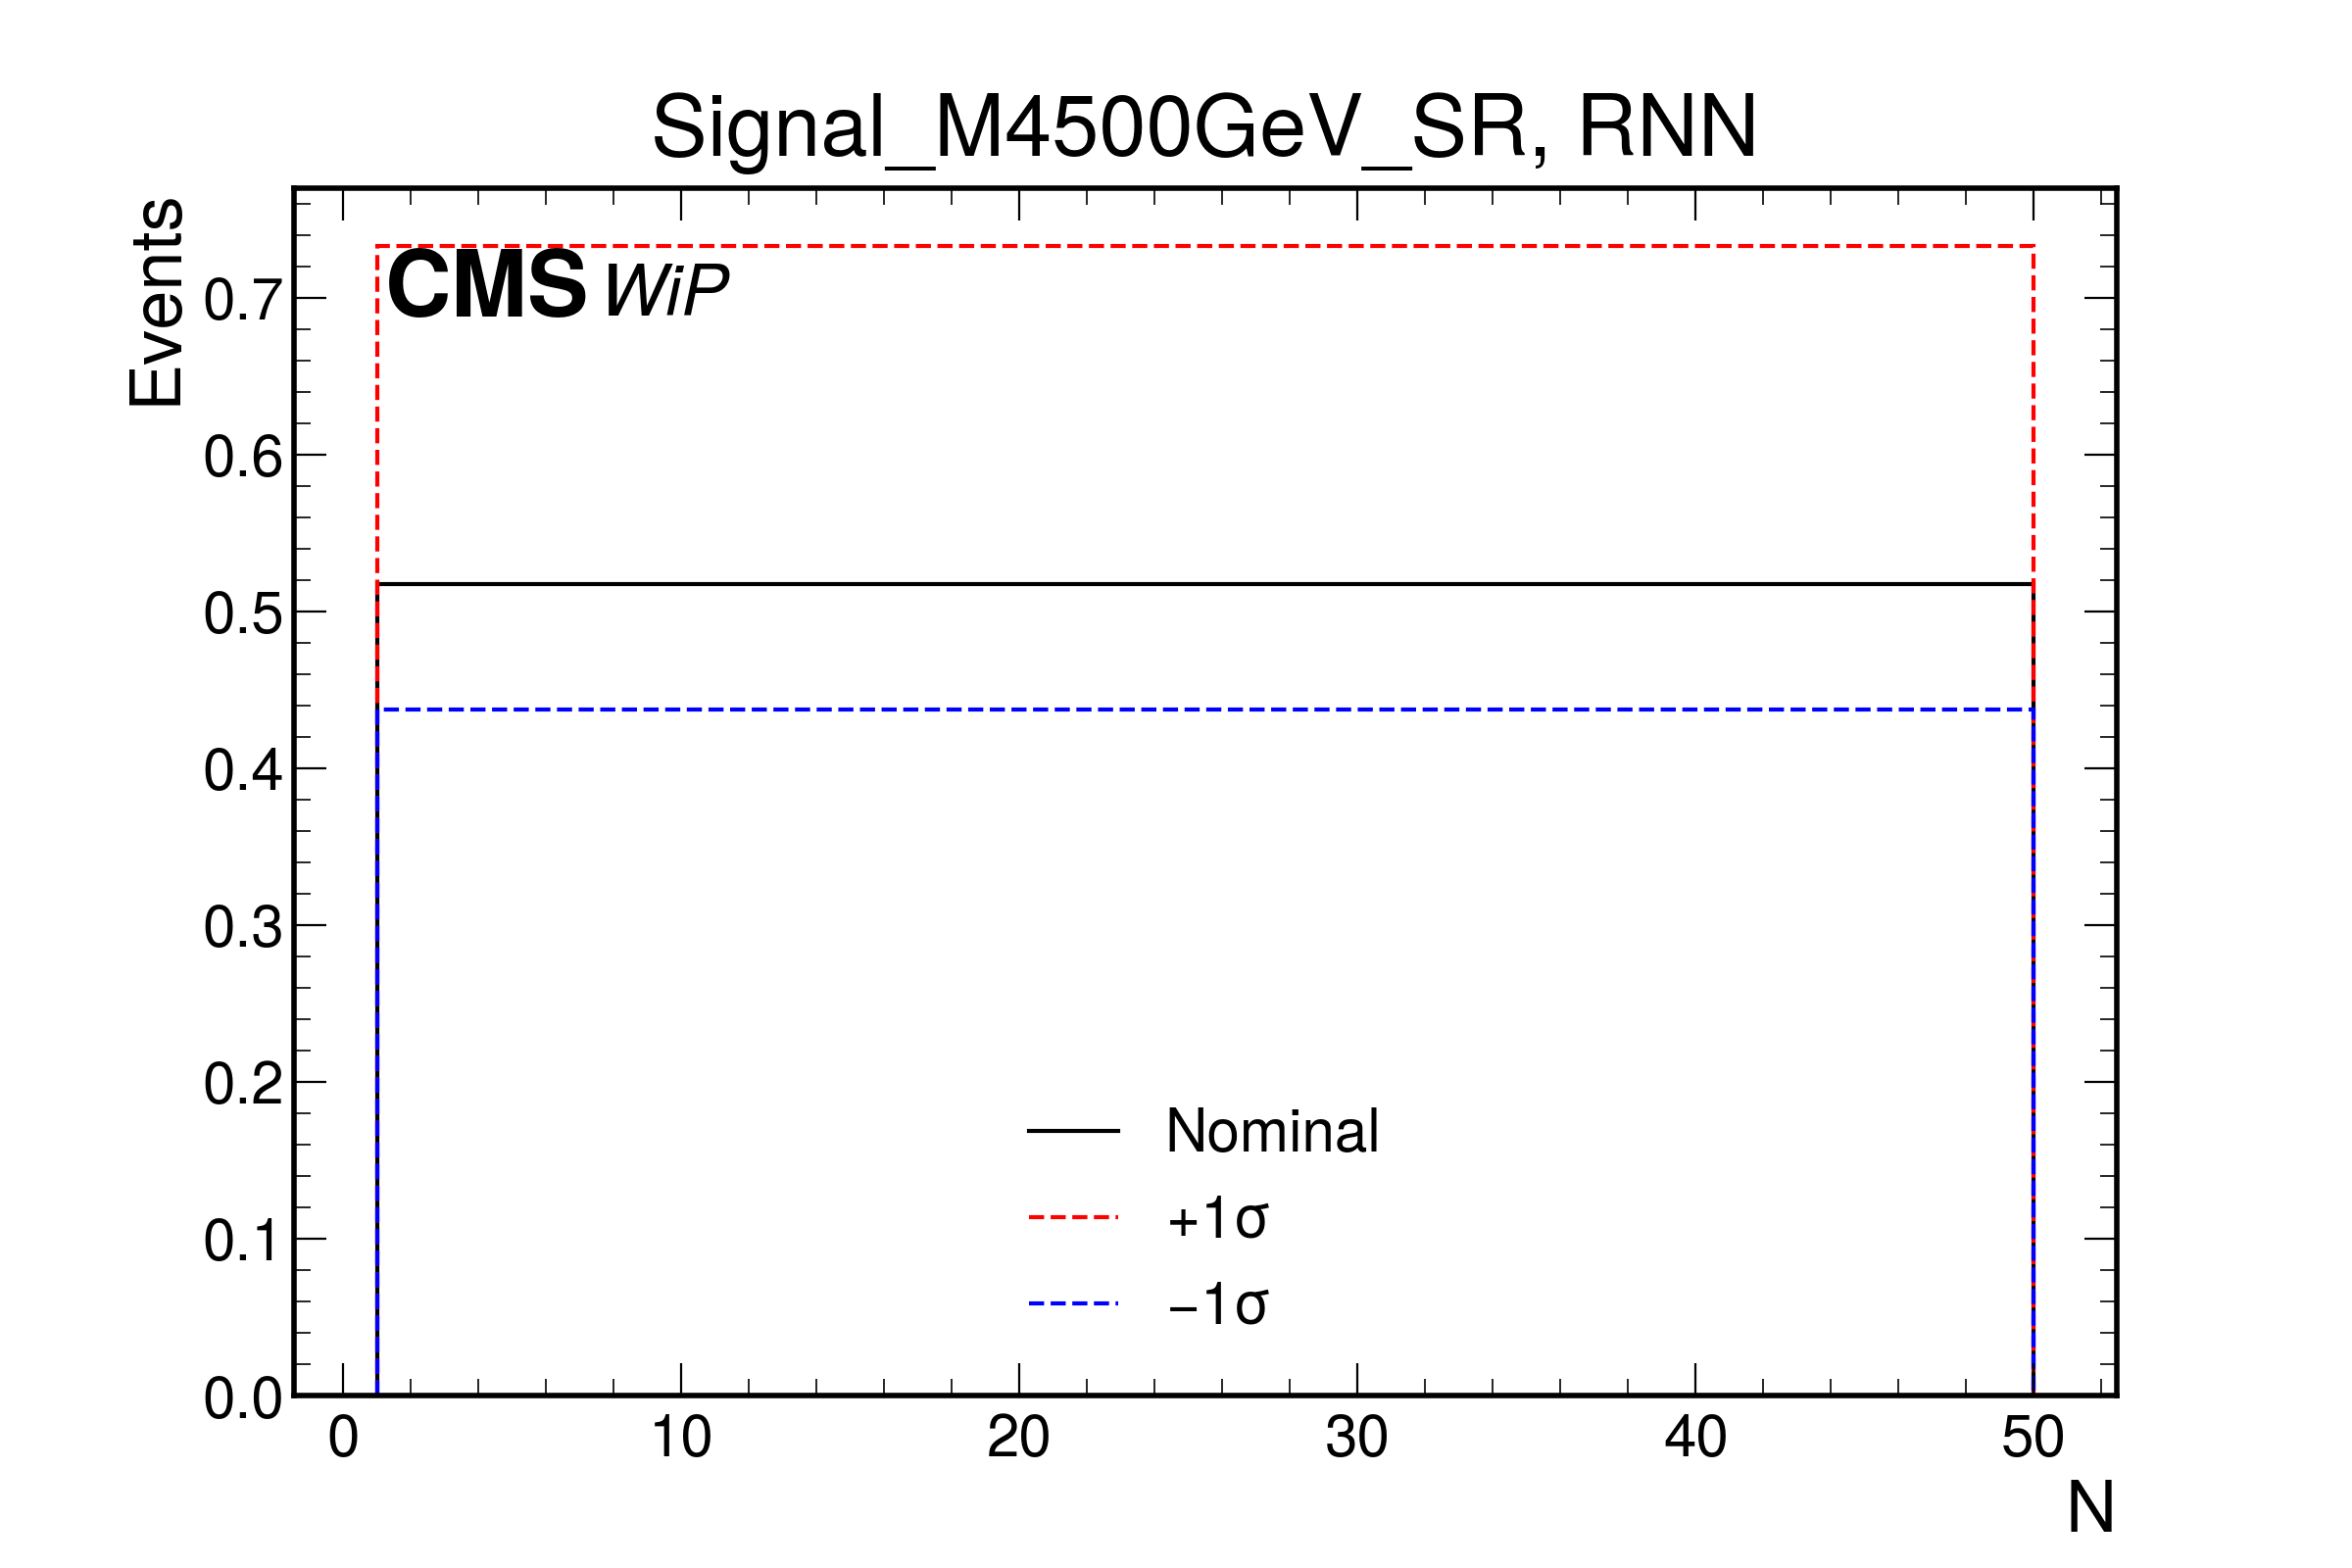 Signal_M4500GeV_SR, RNN
Events
CMS WiP
0.7
0.6
0.5
0.4
0.3
0.2
0.1
0.0
Nominal
+1σ
−1σ
0 10 20 30 40 50
N